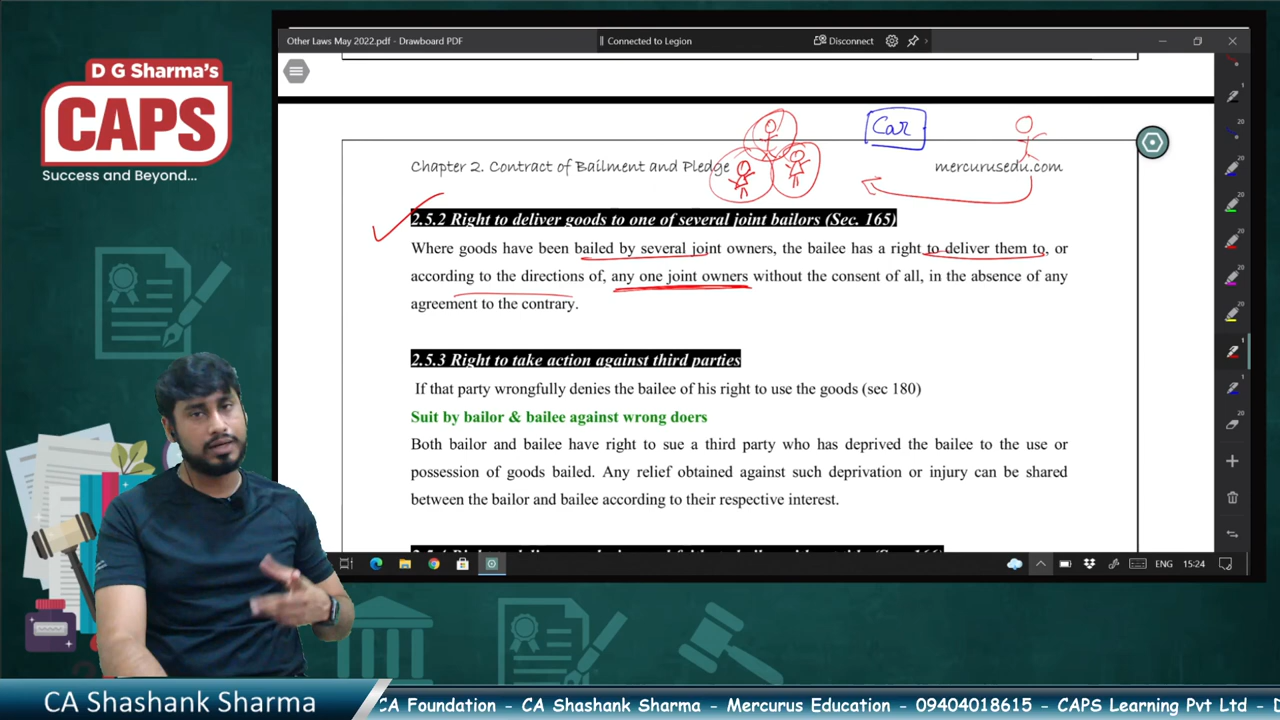 D G Sharma's
CAPS
Success and Beyond...
Other Laws May 2022.pdf - Drawboard PDF
Connected to Legion
Disconnect
Car
Chapter 2. Contract of Bailment and Pledge
mercurusedu.com
2.5.2 Right to deliver goods to one of several joint bailors (Sec. 165)
Where goods have been bailed by several joint owners, the bailee has a right to deliver them to, or
according to the directions of, any one joint owners without the consent of all, in the absence of any
agreement to the contrary.
2.5.3 Right to take action against third parties
If that party wrongfully denies the bailee of his right to use the goods (sec 180)
Suit by bailor & bailee against wrong doers
Both bailor and bailee have right to sue a third party who has deprived the bailee to the use or
possession of goods bailed. Any relief obtained against such deprivation or injury can be shared
between the bailor and bailee according to their respective interest.
ENG
15:24
CA Shashank Sharma
CA Foundation - CA Shashank Sharma - Mercurus Education - 09404018615 - CAPS Learning Pvt Ltd -